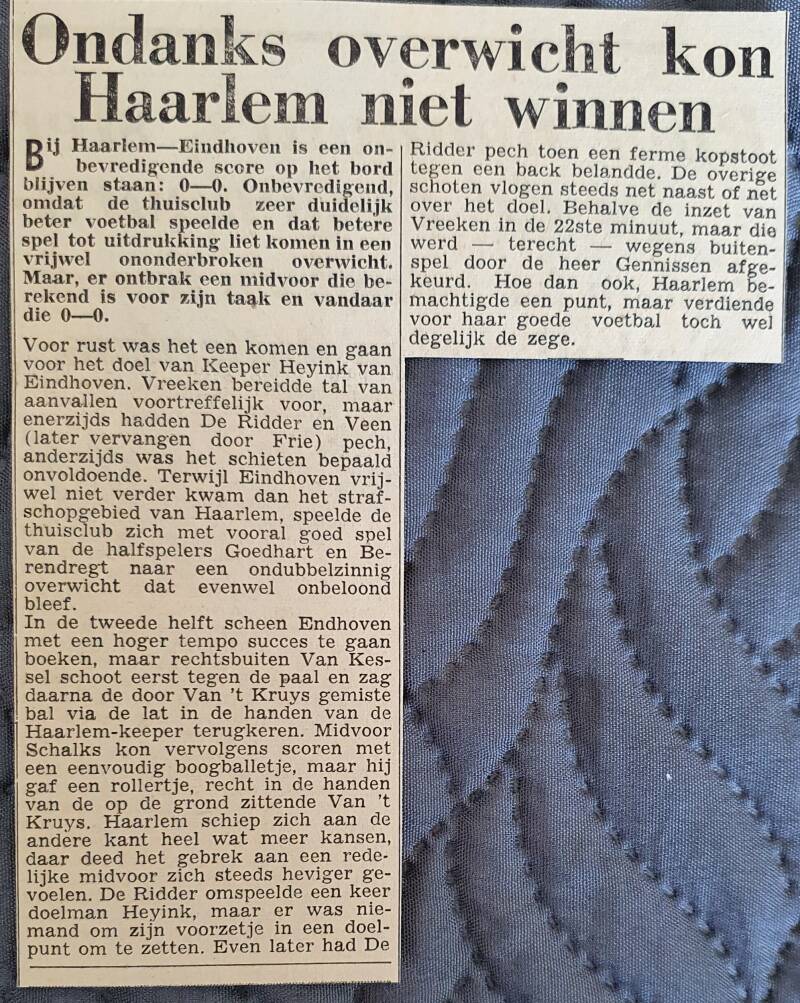 Ondanks overwicht kon
Haarlem niet winnen
Bij Haarlem—Eindhoven is een on-
bevredigende score op het bord
blijven staan: 0—0. Onbevredigend,
omdat de thuisclub zeer duidelijk
beter voetbal speelde en dat betere
spel tot uitdrukking liet komen in een
vrijwel ononderbroken overwicht.
Maar, er ontbrak een midvoor die be-
rekend is voor zijn taak en vandaar
die 0—0.
Voor rust was het een komen en gaan
voor het doel van Keeper Heyink van
Eindhoven. Vreeken bereidde tal van
aanvallen voortreffelijk voor, maar
enerzijds hadden De Ridder en Veen
(later vervangen door Frie) pech,
anderzijds was het schieten bepaald
onvoldoende. Terwijl Eindhoven vrij-
wel niet verder kwam dan het straf-
schopgebied van Haarlem, speelde de
thuisclub zich met vooral goed spel
van de halfspelers Goedhart en Be-
rendregt naar een ondubbelzinnig
overwicht dat evenwel onbeloond
bleef.
In de tweede helft scheen Endhoven
met een hoger tempo succes te gaan
boeken, maar rechtsbuiten Van Kes-
sel schoot eerst tegen de paal en zag
daarna de door Van 't Kruys gemiste
bal via de lat in de handen van de
Haarlem-keeper terugkeren. Midvoor
Schalks kon vervolgens scoren met
een eenvoudig boogballetje, maar hij
gaf een rollertje, recht in de handen
van de op de grond zittende Van 't
Kruys. Haarlem schiep zich aan de
andere kant heel wat meer kansen,
daar deed het gebrek aan een rede-
lijke midvoor zich steeds heviger ge-
voelen. De Ridder omspeelde een keer
doelman Heyink, maar er was nie-
mand om zijn voorzetje in een doel-
punt om te zetten. Even later had De
Ridder pech toen een ferme kopstoot
tegen een back belandde. De overige
schoten vlogen steeds net naast of net
over het doel. Behalve de inzet van
Vreeken in de 22ste minuut, maar die
werd — terecht — wegens buiten-
spel door de heer Gennissen afge-
keurd. Hoe dan ook, Haarlem be-
machtigde een punt, maar verdiende
voor haar goede voetbal toch wel
degelijk de zege.